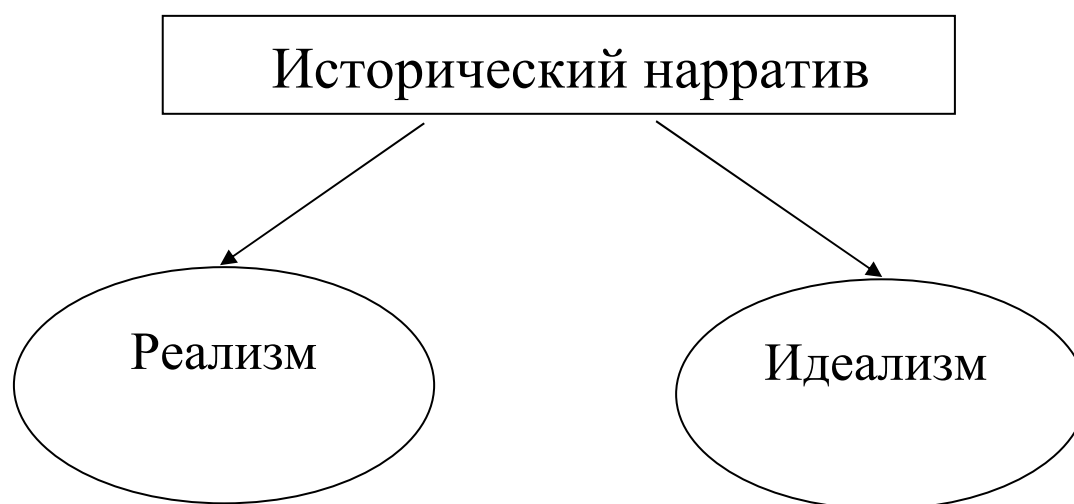 Исторический нарратив
Реализм
Идеализм